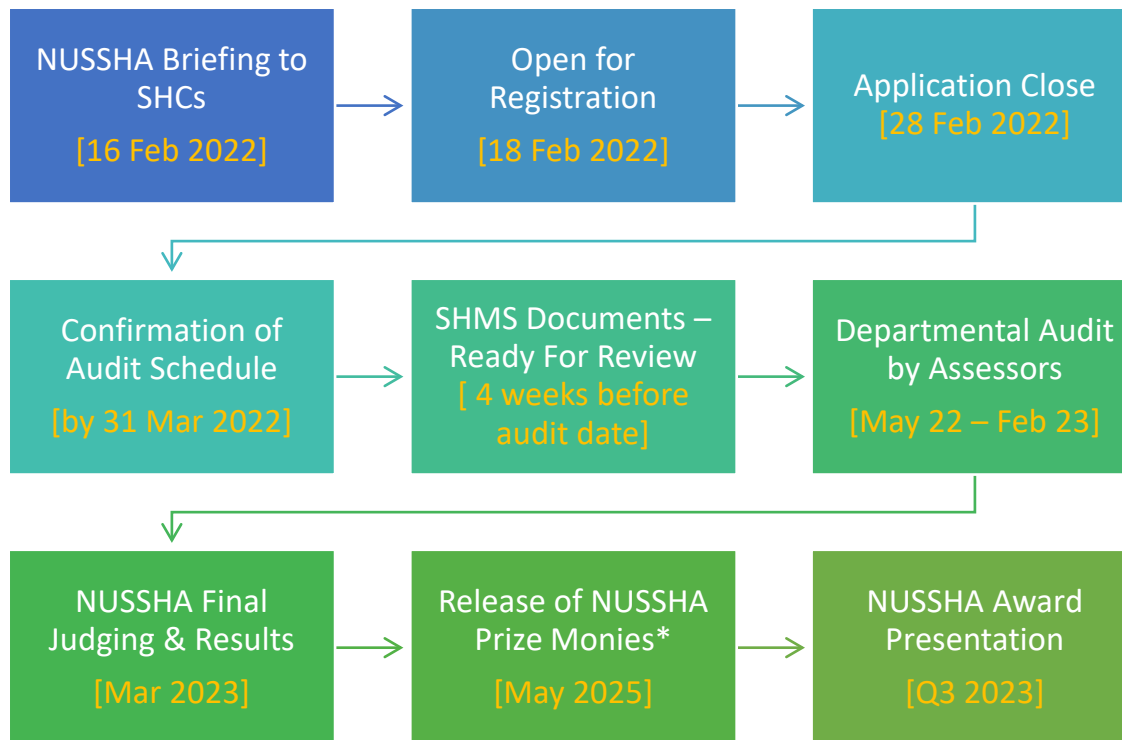 NUSSHA Briefing to
SHCs
[16 Feb 2022]
Open for
Registration
[18 Feb 2022]
Application Close
[28 Feb 2022]
Confirmation of
Audit Schedule
[by 31 Mar 2022]
SHMS Documents –
Ready For Review
[ 4 weeks before
audit date]
Departmental Audit
by Assessors
[May 22 – Feb 23]
NUSSHA Final
Judging & Results
[Mar 2023]
Release of NUSSHA
Prize Monies*
[May 2025]
NUSSHA Award
Presentation
[Q3 2023]